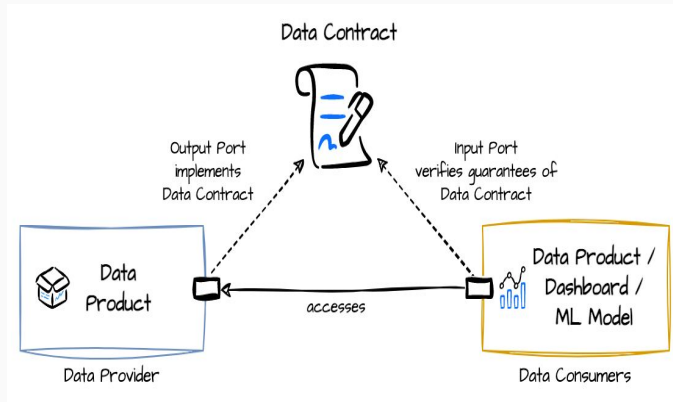 Data Contract
Output Port
implements
Data Contract
Input Port
verifies guarantees of
Data Contract
Data
Product
accesses
Data Product /
Dashboard /
ML Model
Data Provider
Data Consumers